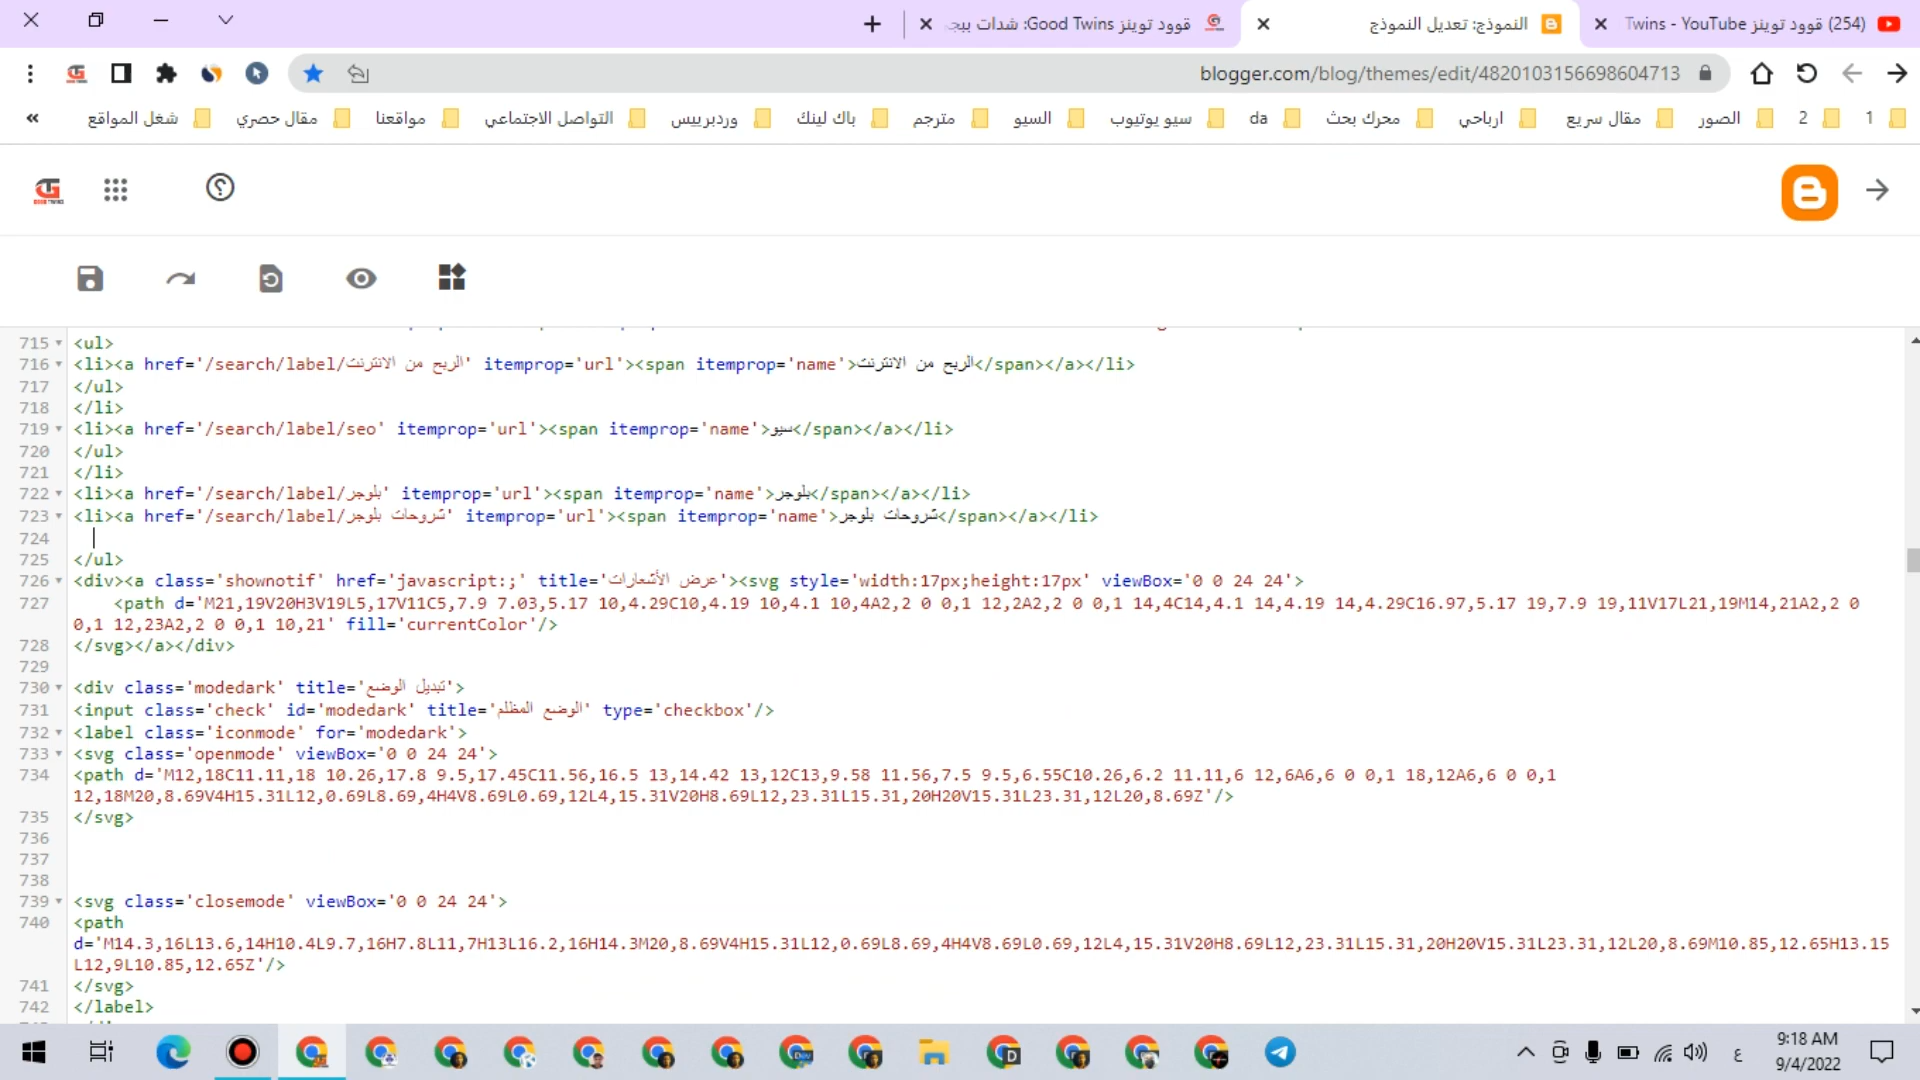 (254) قوود توينز Twins - YouTube
النموذج: تعديل النموذج
قوود توينز Good Twins: شدات ببجي
blogger.com/blog/themes/edit/4820103156698604713
1
2
الصور
مقال سريع
ارباحي
محرك بحث
da
سيو يوتيوب
السيو
مترجم
باك لينك
وردبرييس
التواصل الاجتماعي
مواقعنا
مقال حصري
شغل المواقع
«
715 <ul>
716 <li><a href='/search/label/الربح من الانترنت' itemprop='url'><span itemprop='name'>الربح من الانترنت</span></a></li>
717 </ul>
718 </li>
719 <li><a href='/search/label/seo' itemprop='url'><span itemprop='name'>سيو</span></a></li>
720 </ul>
721 </li>
722 <li><a href='/search/label/بلوجر' itemprop='url'><span itemprop='name'>بلوجر</span></a></li>
723 <li><a href='/search/label/شروحات بلوجر' itemprop='url'><span itemprop='name'>شروحات بلوجر</span></a></li>
724
725 </ul>
726 <div><a class='shownotif' href='javascript:;' title='عرض الأشعارات'><svg style='width:17px;height:17px' viewBox='0 0 24 24'>
727 <path d='M21,19V20H3V19L5,17V11C5,7.9 7.03,5.17 10,4.29C10,4.19 10,4.1 10,4A2,2 0 0,1 12,2A2,2 0 0,1 14,4C14,4.1 14,4.19 14,4.29C16.97,5.17 19,7.9 19,11V17L21,19M14,21A2,2 0
0,1 12,23A2,2 0 0,1 10,21' fill='currentColor'/>
728 </svg></a></div>
729
730 <div class='modedark' title='تبديل الوضع'>
731 <input class='check' id='modedark' title='الوضع المظلم' type='checkbox'/>
732 <label class='iconmode' for='modedark'>
733 <svg class='openmode' viewBox='0 0 24 24'>
734 <path d='M12,18C11.11,18 10.26,17.8 9.5,17.45C11.56,16.5 13,14.42 13,12C13,9.58 11.56,7.5 9.5,6.55C10.26,6.2 11.11,6 12,6A6,6 0 0,1 18,12A6,6 0 0,1
12,18M20,8.69V4H15.31L12,0.69L8.69,4H4V8.69L0.69,12L4,15.31V20H8.69L12,23.31L15.31,20H20V15.31L23.31,12L20,8.69Z'/>
735 </svg>
736
737
738
739 <svg class='closemode' viewBox='0 0 24 24'>
740 <path
d='M14.3,16L13.6,14H10.4L9.7,16H7.8L11,7H13L16.2,16H14.3M20,8.69V4H15.31L12,0.69L8.69,4H4V8.69L0.69,12L4,15.31V20H8.69L12,23.31L15.31,20H20V15.31L23.31,12L20,8.69M10.85,12.65H13.15
L12,9L10.85,12.65Z'/>
741 </svg>
742 </label>
ع
9:18 AM
9/4/2022